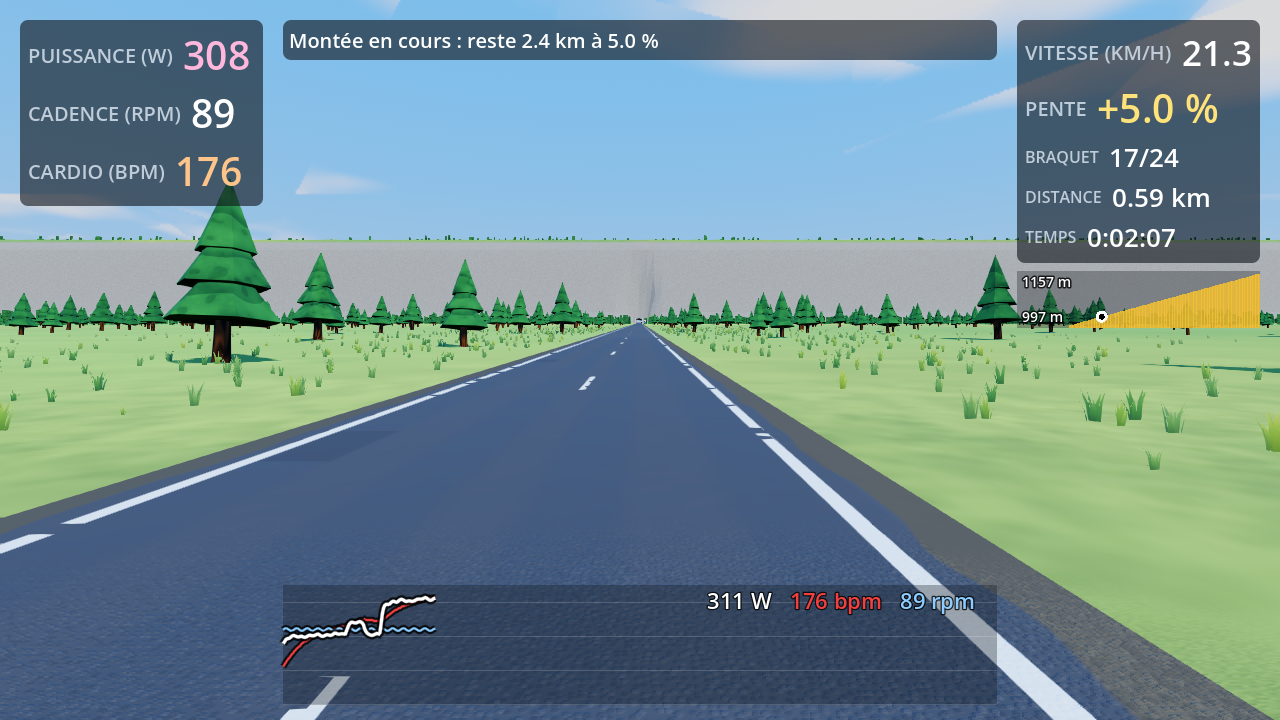 PUISSANCE (W) 308
CADENCE (RPM) 89
CARDIO (BPM) 176
Montée en cours : reste 2.4 km à 5.0 %
VITESSE (KM/H) 21.3
PENTE +5.0 %
BRAQUET 17/24
DISTANCE 0.59 km
TEMPS 0:02:07
1157 m
997 m
311 W 176 bpm 89 rpm